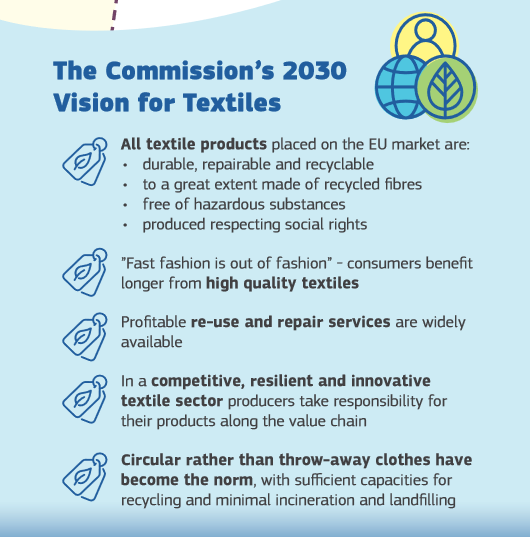 The Commission’s 2030
Vision for Textiles
All textile products placed on the EU market are:
• durable, repairable and recyclable
• to a great extent made of recycled fibres
• free of hazardous substances
• produced respecting social rights
”Fast fashion is out of fashion” - consumers benefit
longer from high quality textiles
Profitable re-use and repair services are widely
available
In a competitive, resilient and innovative
textile sector producers take responsibility for
their products along the value chain
Circular rather than throw-away clothes have
become the norm, with sufficient capacities for
recycling and minimal incineration and landfilling